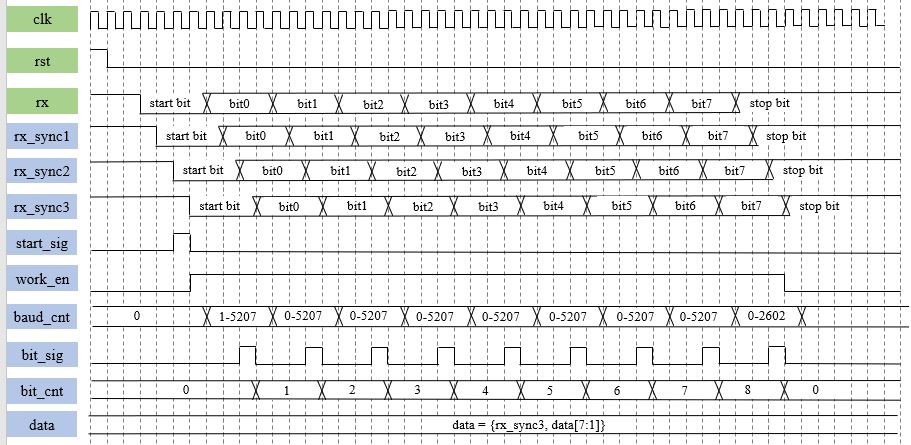 clk
rst
rx start bit bit0 bit1 bit2 bit3 bit4 bit5 bit6 bit7 stop bit
rx_sync1 start bit bit0 bit1 bit2 bit3 bit4 bit5 bit6 bit7 stop bit
rx_sync2 start bit bit0 bit1 bit2 bit3 bit4 bit5 bit6 bit7 stop bit
rx_sync3 start bit bit0 bit1 bit2 bit3 bit4 bit5 bit6 bit7 stop bit
start_sig
work_en
baud_cnt 0 1-5207 0-5207 0-5207 0-5207 0-5207 0-5207 0-5207 0-5207 0-2602
bit_sig
bit_cnt 0 1 2 3 4 5 6 7 8 0
data data = {rx_sync3, data[7:1]}